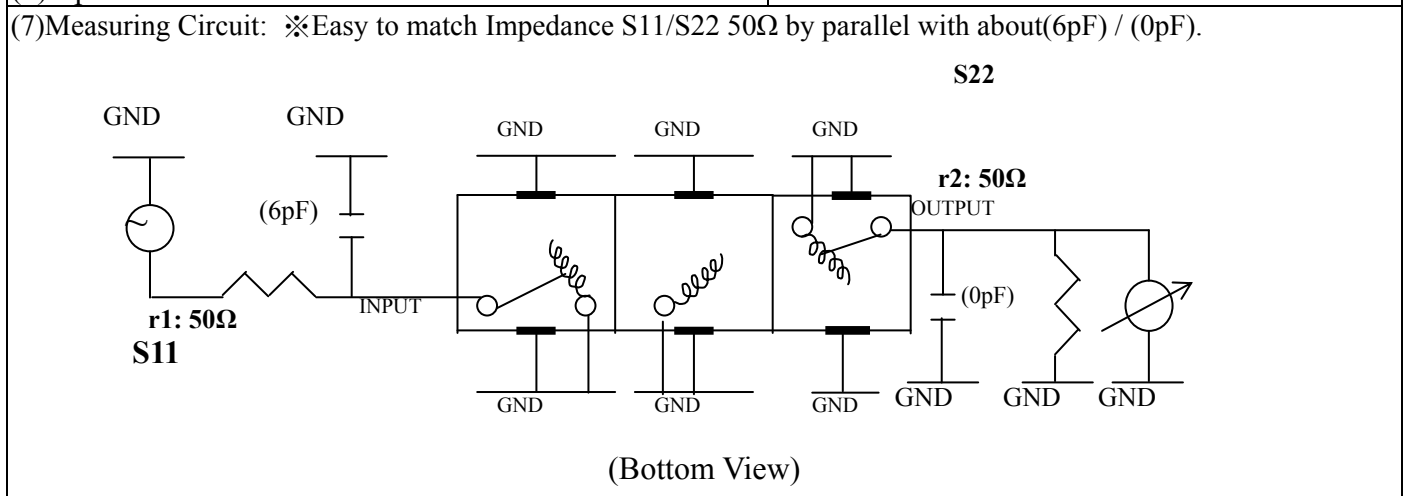 (7)Measuring Circuit: ※Easy to match Impedance S11/S22 50Ω by parallel with about(6pF) / (0pF).
S22
GND GND GND GND GND
r2: 50Ω
(6pF) OUTPUT
INPUT (0pF)
r1: 50Ω
S11
GND GND GND GND GND GND
(Bottom View)